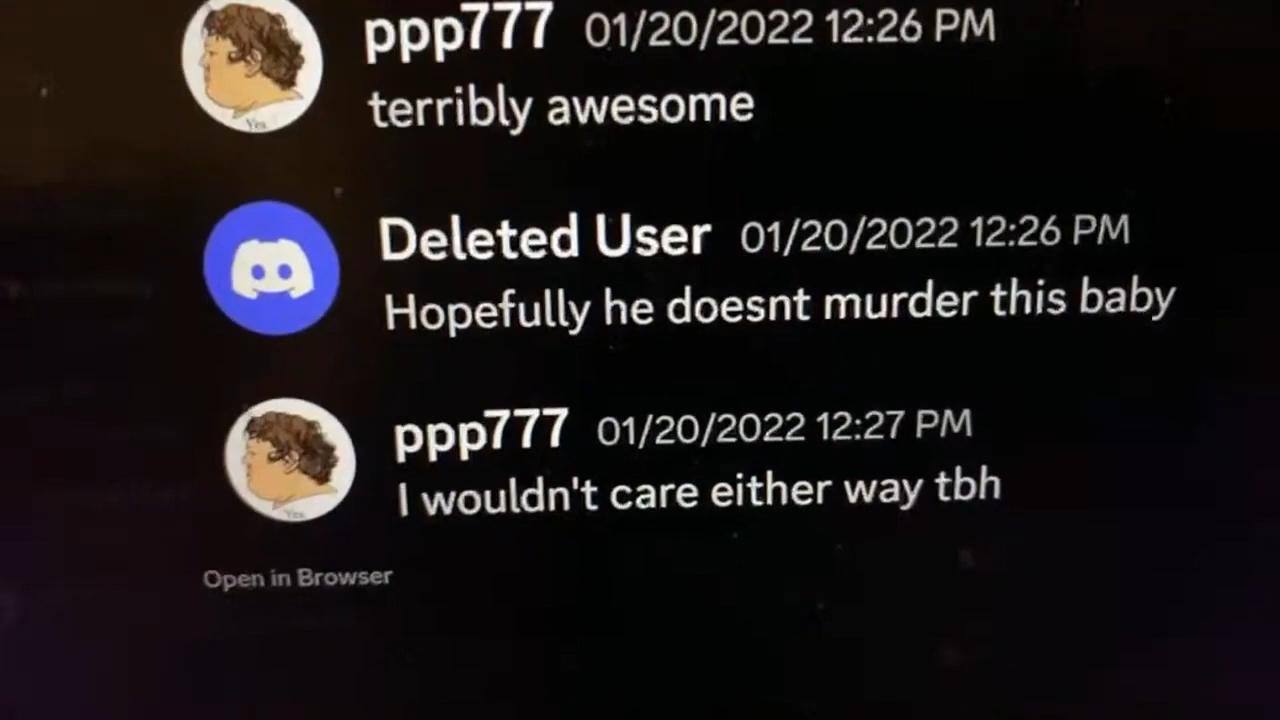 ppp777 01/20/2022 12:26 PM
terribly awesome
Yes
Deleted User 01/20/2022 12:26 PM
Hopefully he doesnt murder this baby
ppp777 01/20/2022 12:27 PM
I wouldn't care either way tbh
Yes
Open in Browser